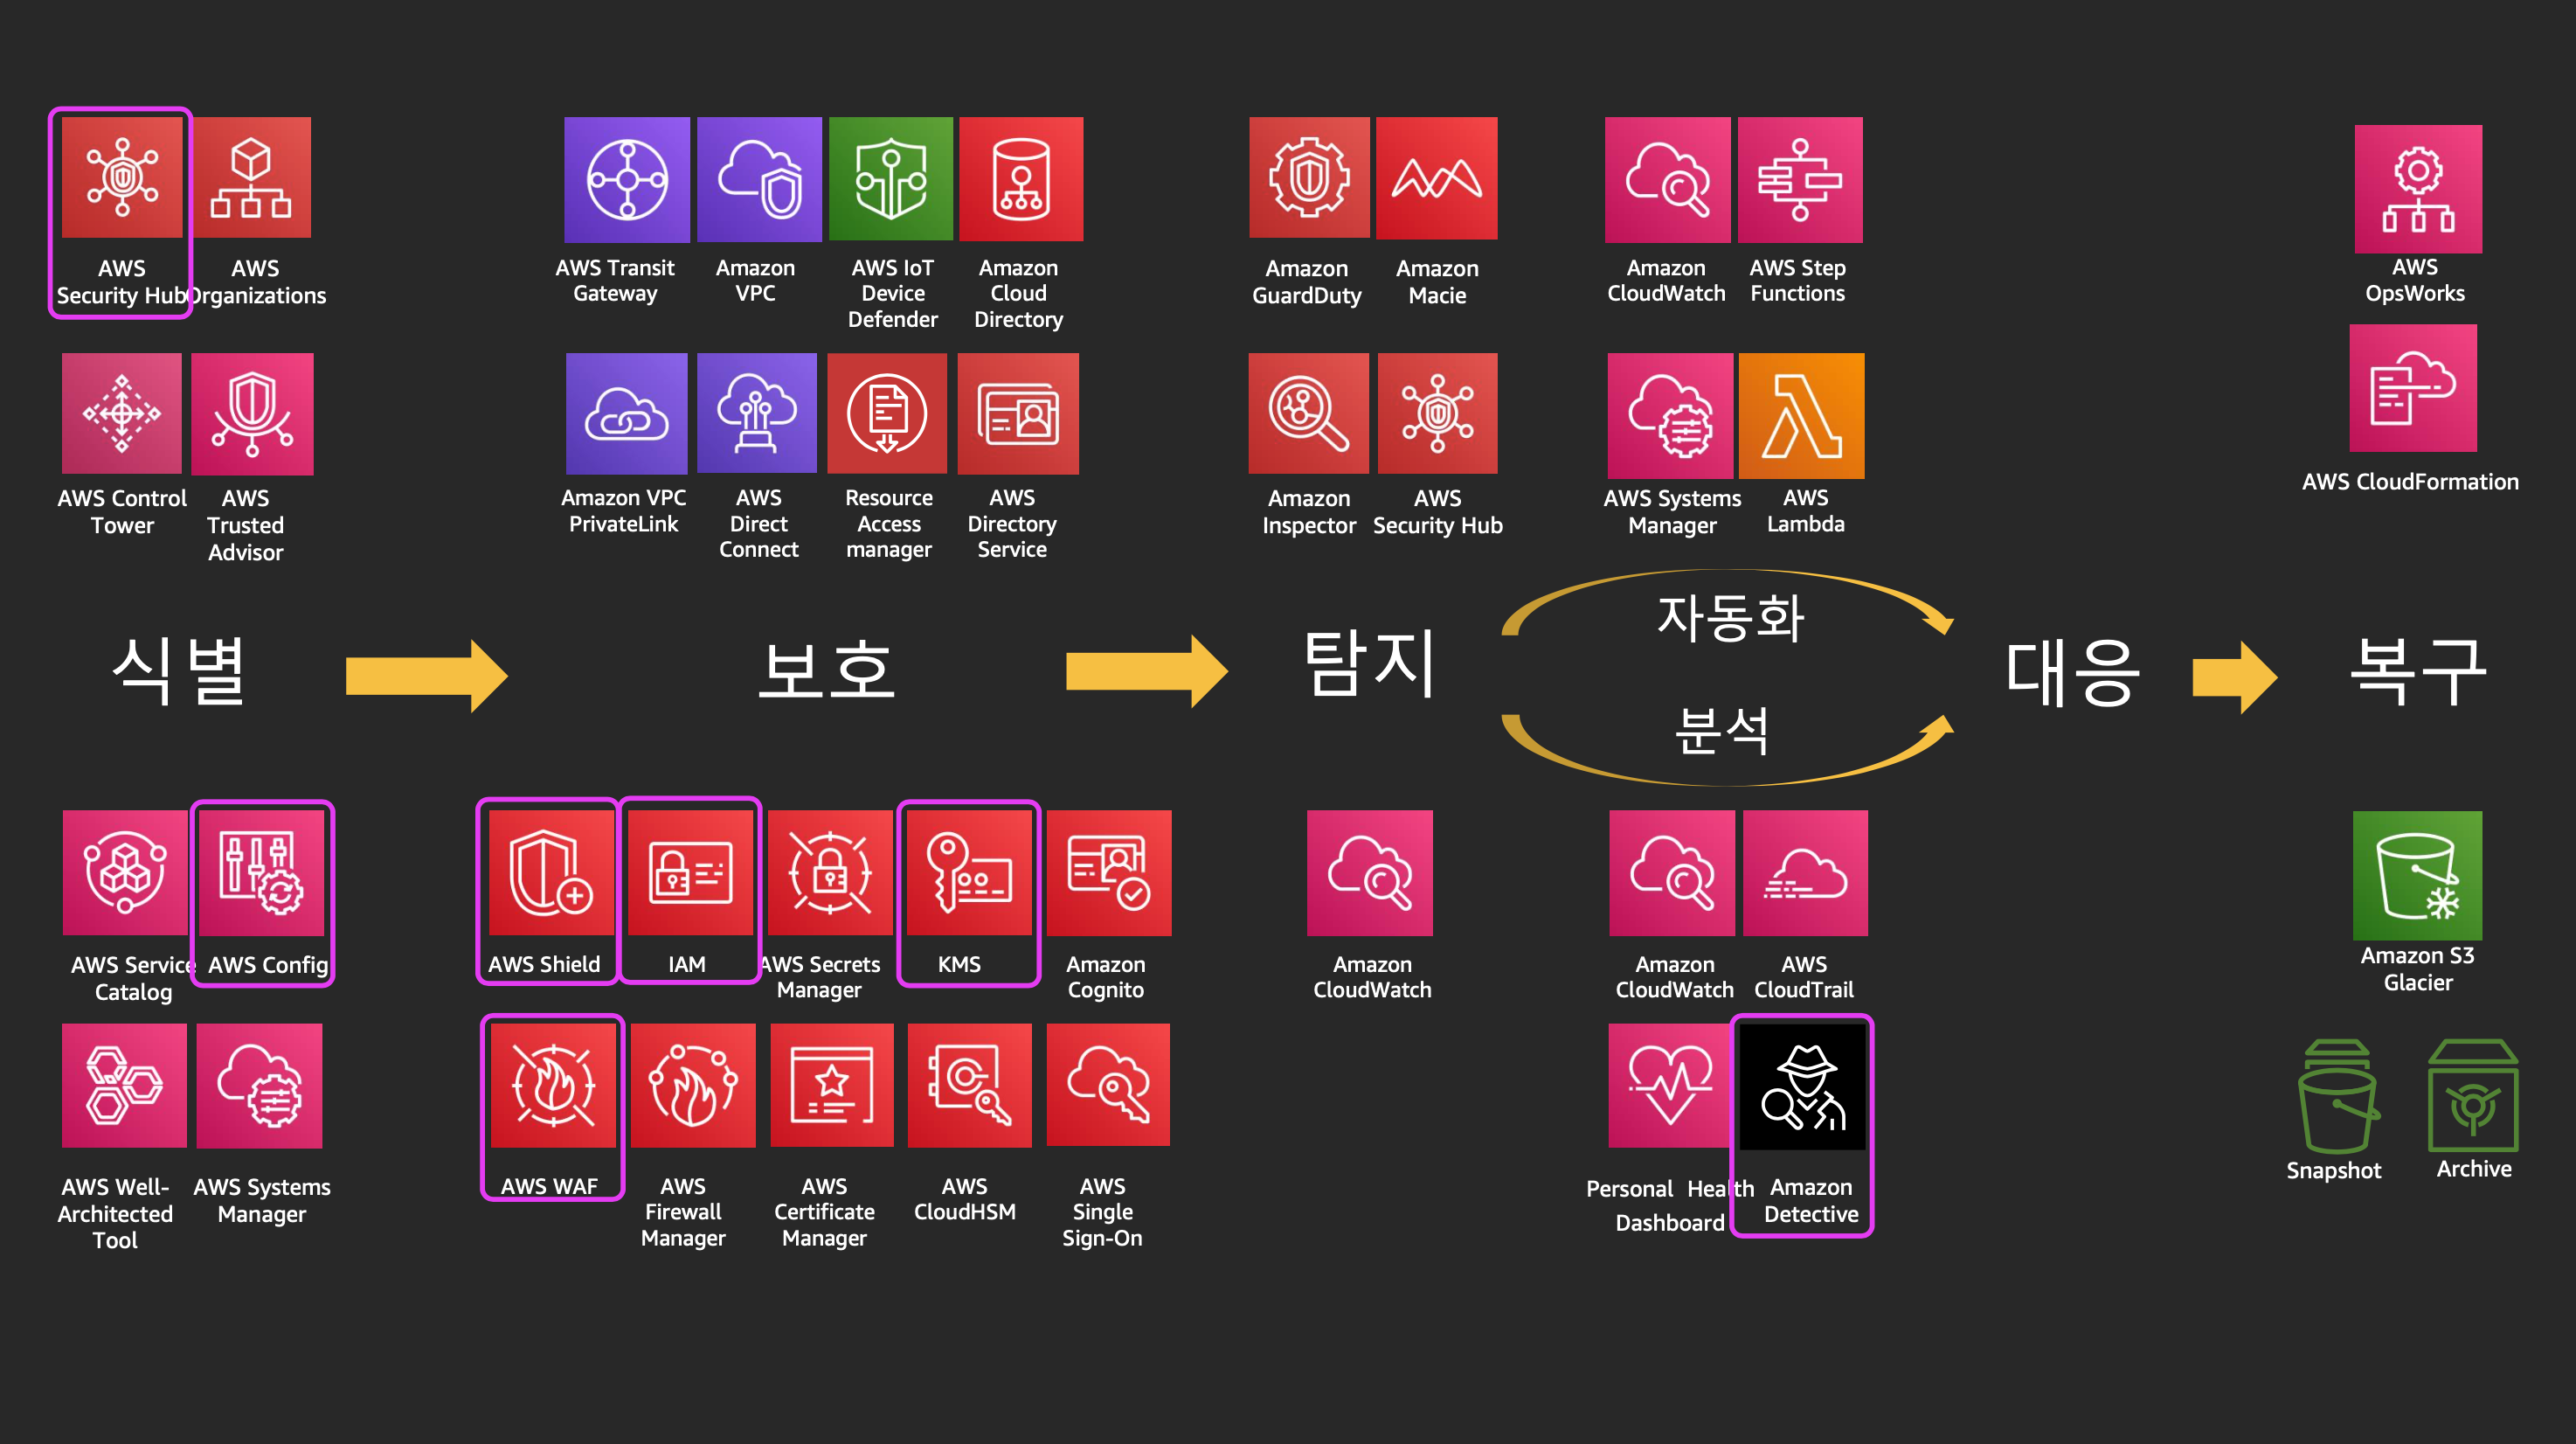 AWS
Security Hub
AWS
Organizations
AWS Transit
Gateway
Amazon
VPC
AWS IoT
Device
Defender
Amazon
Cloud
Directory
Amazon
GuardDuty
Amazon
Macie
Amazon
CloudWatch
AWS Step
Functions
AWS
OpsWorks
AWS Control
Tower
AWS
Trusted
Advisor
Amazon VPC
PrivateLink
AWS
Direct
Connect
Resource
Access
manager
AWS
Directory
Service
Amazon
Inspector
AWS
Security Hub
AWS Systems
Manager
AWS
Lambda
AWS CloudFormation
식별
보호
탐지
자동화
분석
대응
복구
AWS Service
Catalog
AWS Config
AWS Shield
IAM
AWS Secrets
Manager
KMS
Amazon
Cognito
Amazon
CloudWatch
Amazon
CloudWatch
AWS
CloudTrail
Amazon S3
Glacier
AWS Well-
Architected
Tool
AWS Systems
Manager
AWS WAF
AWS
Firewall
Manager
AWS
Certificate
Manager
AWS
CloudHSM
AWS
Single
Sign-On
Personal Health
Dashboard
Amazon
Detective
Snapshot
Archive